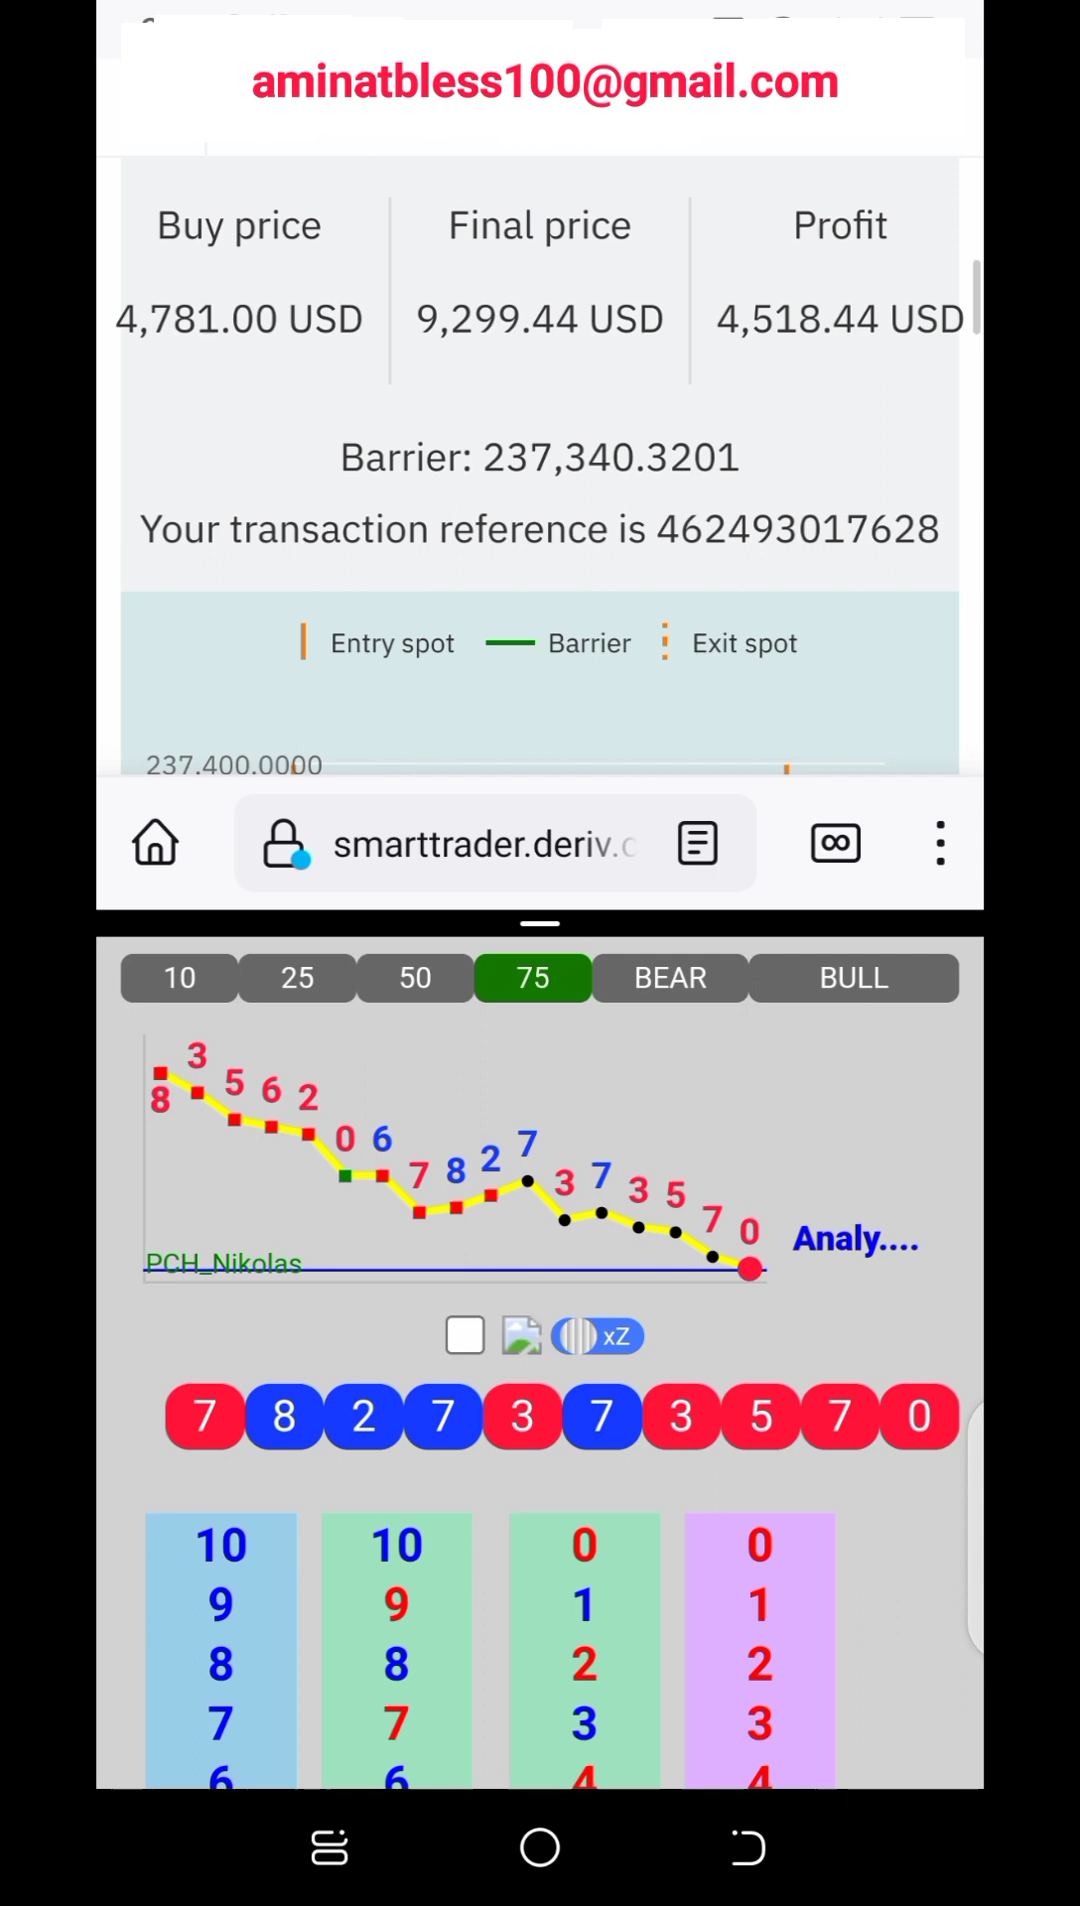 aminatbless100@gmail.com
Buy price Final price Profit
4,781.00 USD 9,299.44 USD 4,518.44 USD
Barrier: 237,340.3201
Your transaction reference is 462493017628
Entry spot Barrier Exit spot
237,400.0000
smarttrader.deriv.c
10 25 50 75 BEAR BULL
8 3 5 6 2 0 6 7 8 2 7 3 7 3 5 7 0
Analy....
PCH_Nikolas
xZ
7 8 2 7 3 7 3 5 7 0
10 10 0 0
9 9 1 1
8 8 2 2
7 7 3 3
6 6 4 4